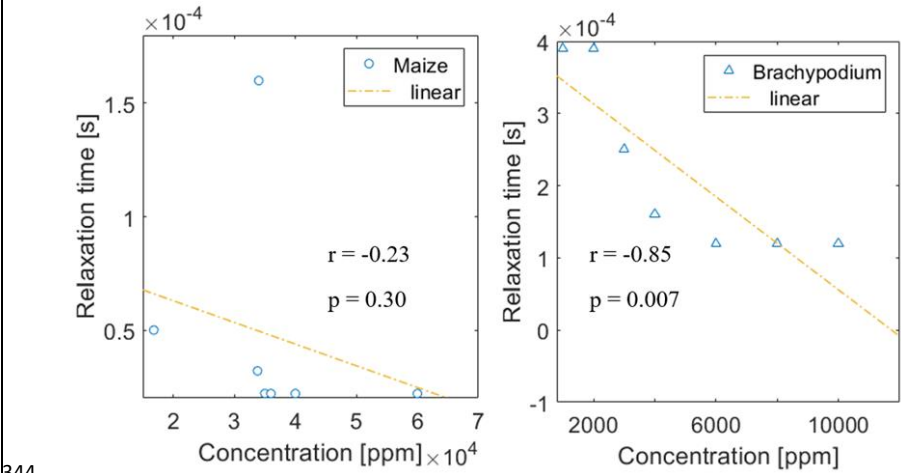 ×10⁻⁴
Maize
linear
1.5
1
0.5
Relaxation time [s]
r = -0.23
p = 0.30
2 3 4 5 6 7
Concentration [ppm] ×10⁴
×10⁻⁴
Brachypodium
linear
4
3
2
1
0
-1
Relaxation time [s]
r = -0.85
p = 0.007
2000 6000 10000
Concentration [ppm]
344